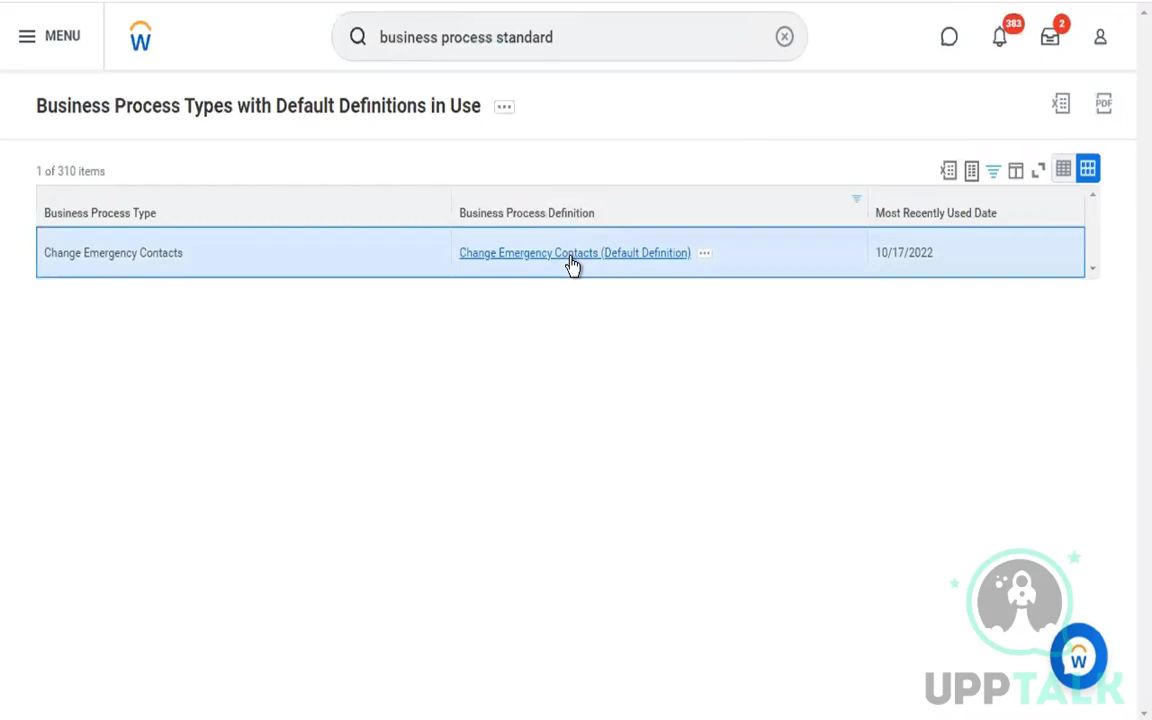 MENU
W
business process standard
383
2
Business Process Types with Default Definitions in Use
PDF
1 of 310 items
Business Process Type
Business Process Definition
Most Recently Used Date
Change Emergency Contacts
Change Emergency Contacts (Default Definition)
10/17/2022
W
UPPTALK